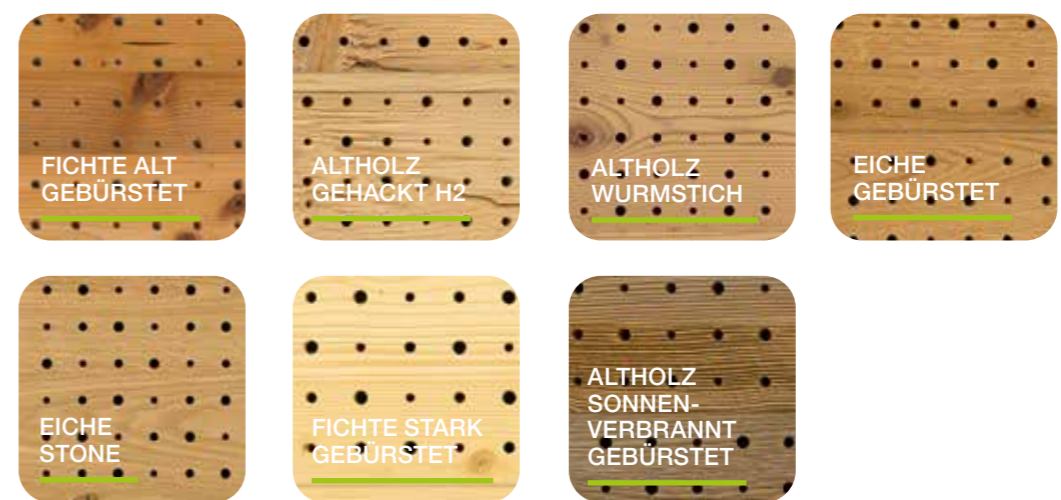 FICHTE ALT
GEBÜRSTET
ALTHOLZ
GEHACKT H2
ALTHOLZ
WURMSTICH
EICHE
GEBÜRSTET
EICHE
STONE
FICHTE STARK
GEBÜRSTET
ALTHOLZ
SONNEN-
VERBRANNT
GEBÜRSTET